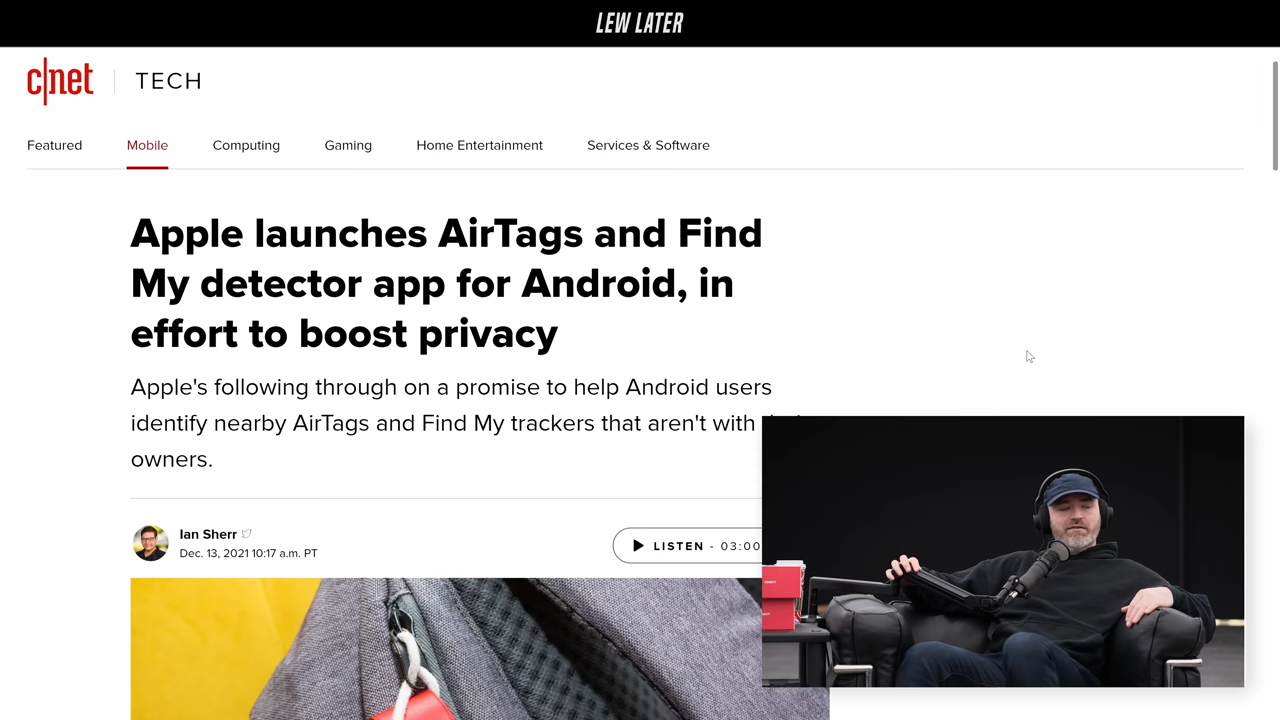 LEW LATER
c|net TECH
Featured Mobile Computing Gaming Home Entertainment Services & Software
Apple launches AirTags and Find
My detector app for Android, in
effort to boost privacy
Apple's following through on a promise to help Android users
identify nearby AirTags and Find My trackers that aren't with
owners.
Ian Sherr
Dec. 13, 2021 10:17 a.m. PT
LISTEN - 03:00